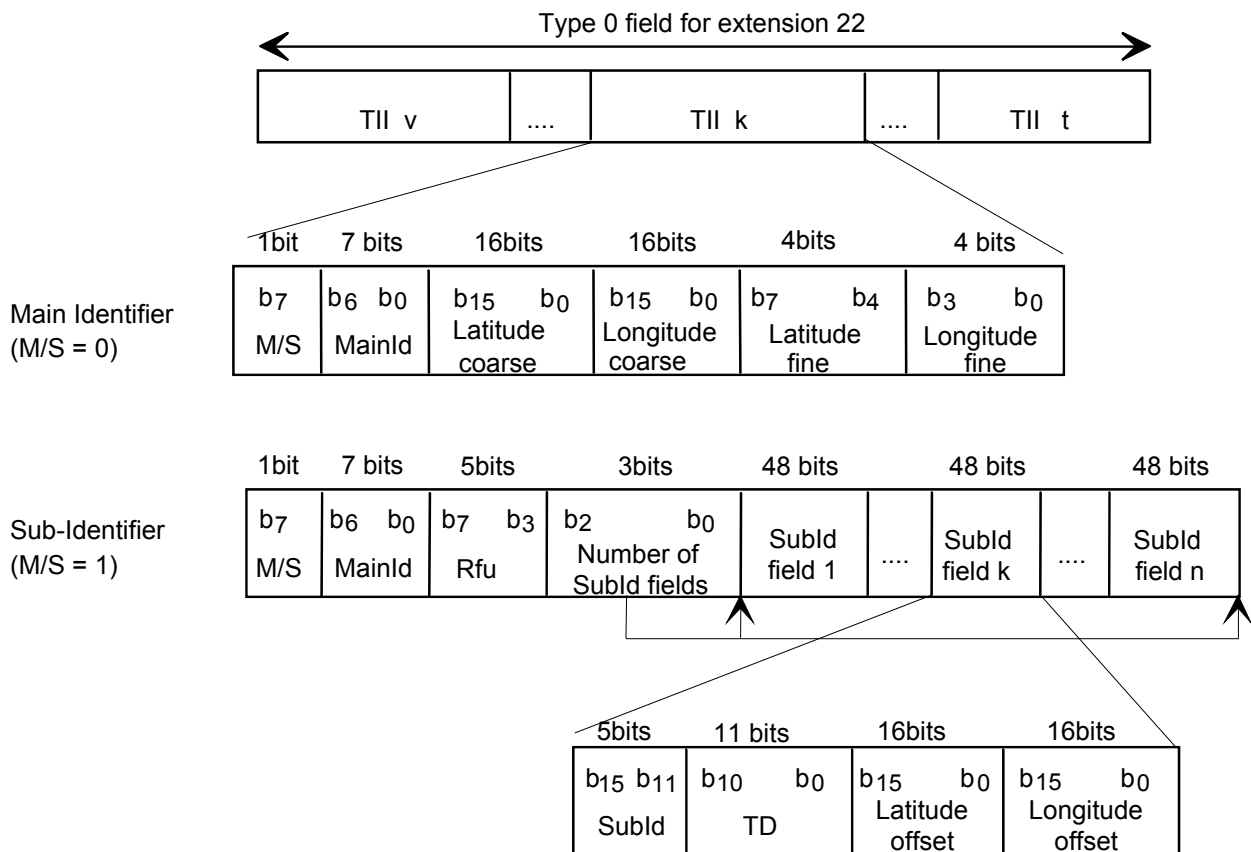 Type 0 field for extension 22
TII v .... TII k .... TII t
1bit 7 bits 16bits 16bits 4bits 4 bits
Main Identifier
(M/S = 0)
b7 b6 b0 b15 b0 b15 b0 b7 b4 b3 b0
M/S MainId Latitude coarse Longitude coarse Latitude fine Longitude fine
1bit 7 bits 5bits 3bits 48 bits 48 bits 48 bits
Sub-Identifier
(M/S = 1)
b7 b6 b0 b7 b3 b2 b0
M/S MainId Rfu Number of SubId fields SubId field 1 .... SubId field k .... SubId field n
5bits 11 bits 16bits 16bits
b15 b11 b10 b0 b15 b0 b15 b0
SubId TD Latitude offset Longitude offset